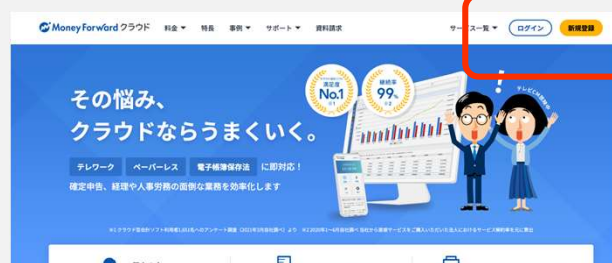 Money Forward クラウド 料金 特長 事例 サポート 資料請求 サービス一覧 ログイン 新規登録
満足度 No.1 ※1
継続率 99% ※2
テレビCM放映中
その悩み、
クラウドならうまくいく。
テレワーク ペーパーレス 電子帳簿保存法 に即対応！
確定申告、経理や人事労務の面倒な業務を効率化します